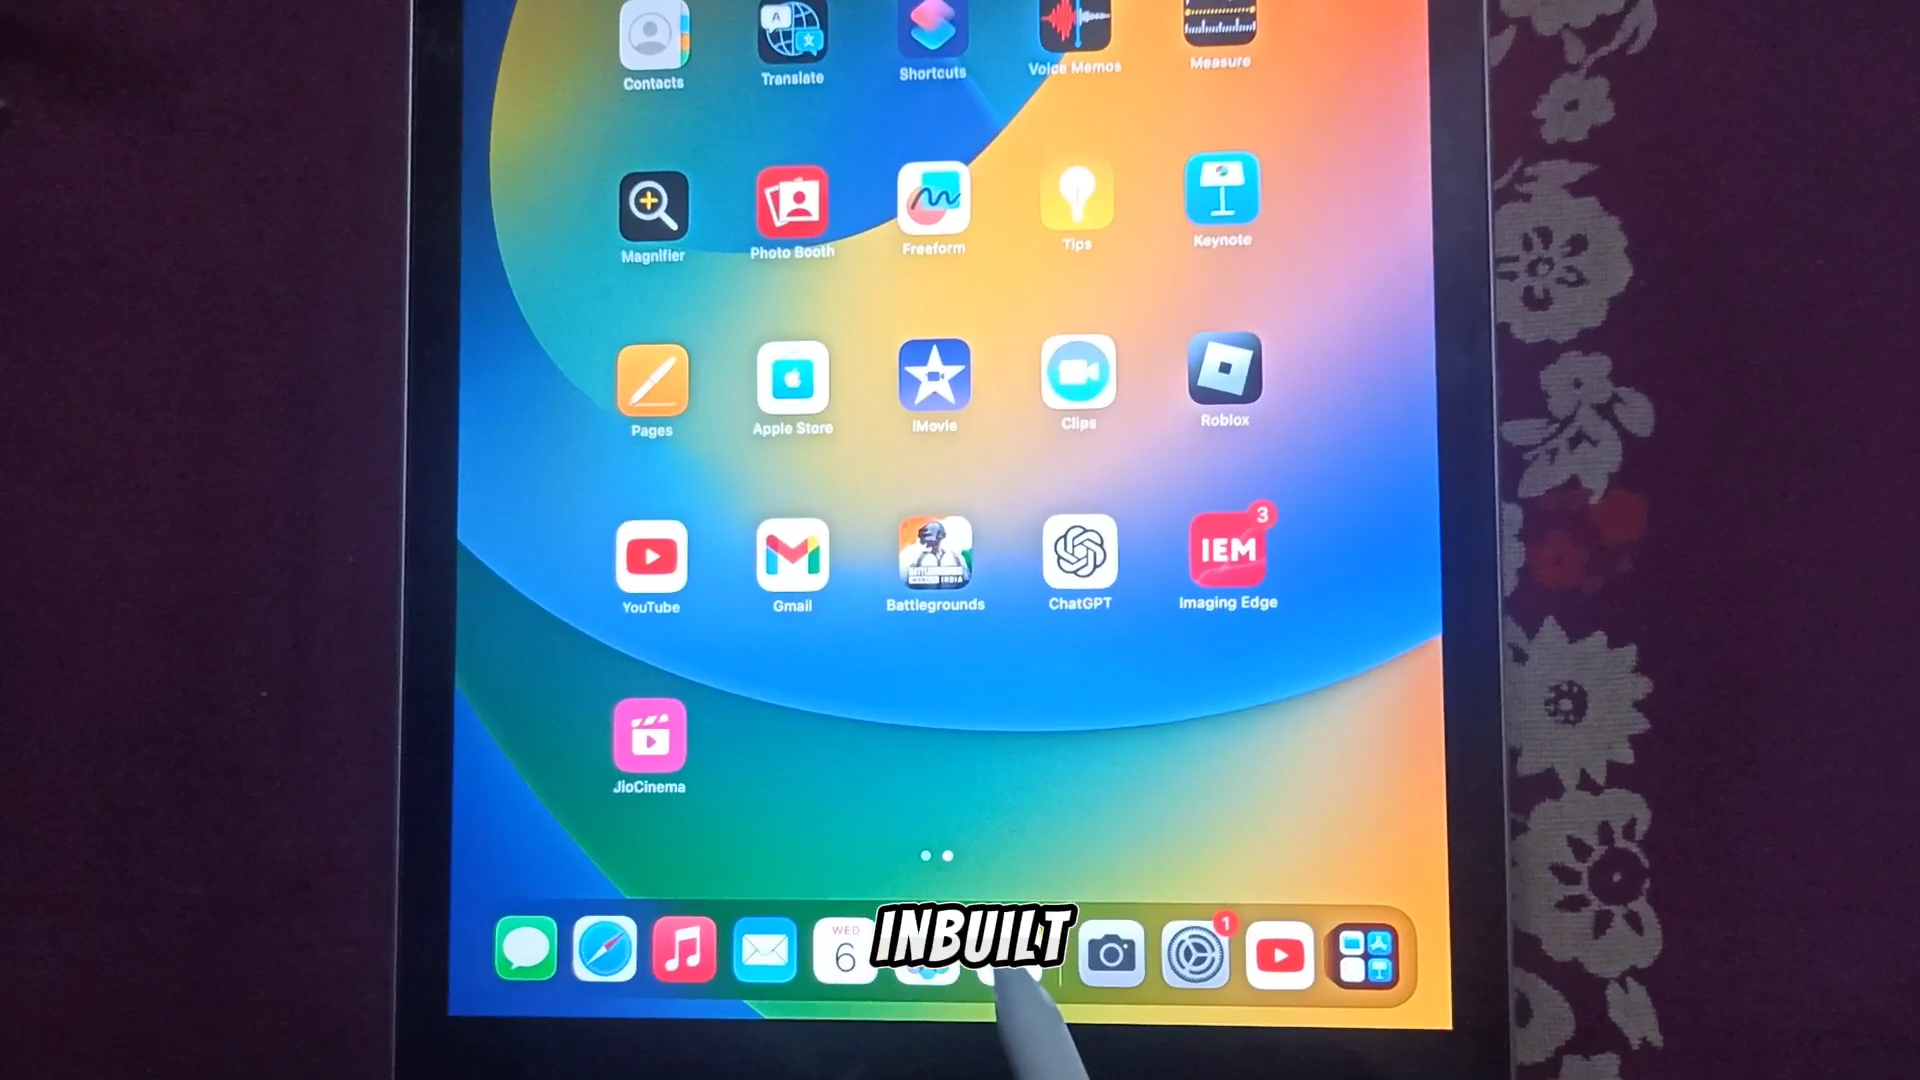 Contacts
Translate
Shortcuts
Voice Memos
Measure
Magnifier
Photo Booth
Freeform
Tips
Keynote
Pages
Apple Store
iMovie
Clips
Roblox
3
IEM
YouTube
Gmail
Battlegrounds
ChatGPT
Imaging Edge
JioCinema
WED
6
INBUILT
1